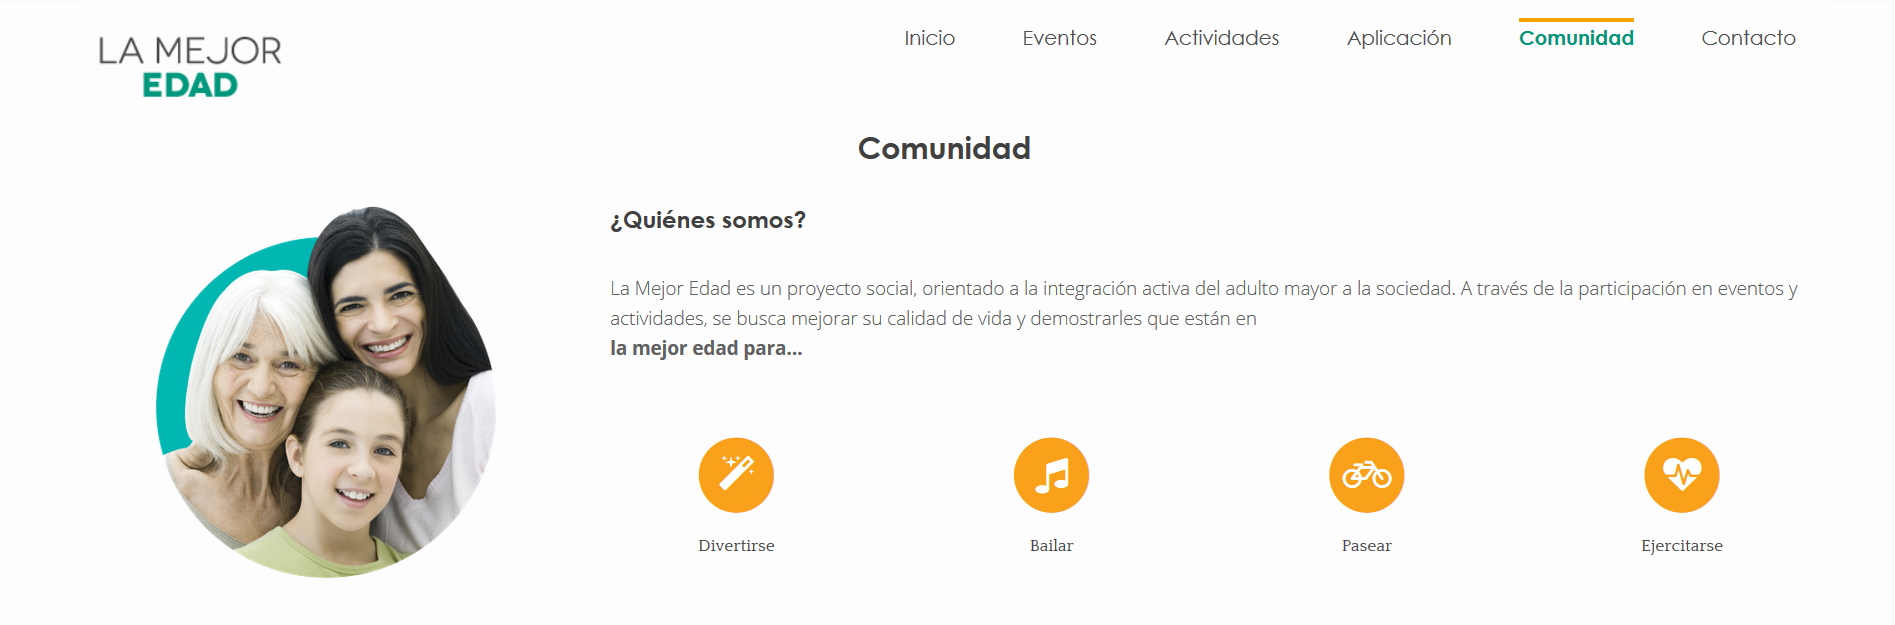 LA MEJOR
EDAD
Inicio
Eventos
Actividades
Aplicación
Comunidad
Contacto
Comunidad
¿Quiénes somos?
La Mejor Edad es un proyecto social, orientado a la integración activa del adulto mayor a la sociedad. A través de la participación en eventos y
actividades, se busca mejorar su calidad de vida y demostrarles que están en
la mejor edad para...
Divertirse
Bailar
Pasear
Ejercitarse